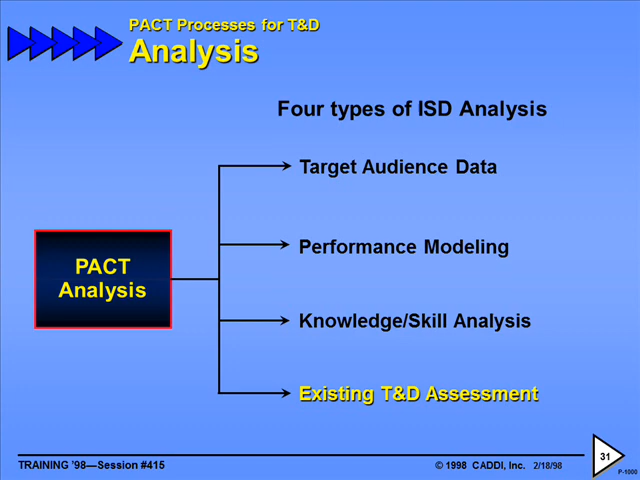 PACT Processes for T&D
Analysis
Four types of ISD Analysis
Target Audience Data
Performance Modeling
PACT
Analysis
Knowledge/Skill Analysis
Existing T&D Assessment
TRAINING '98—Session #415
© 1998 CADDI, Inc. 2/18/98
31
P-1000